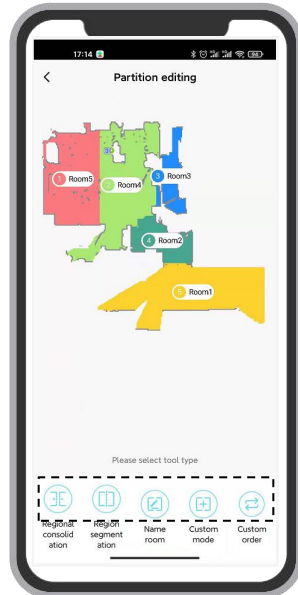 17:14 98
Partition editing
1 Room5
2 Room4
3 Room3
4 Room2
5 Room1
Please select tool type
Regional consolid ation
Region segment ation
Name room
Custom mode
Custom order